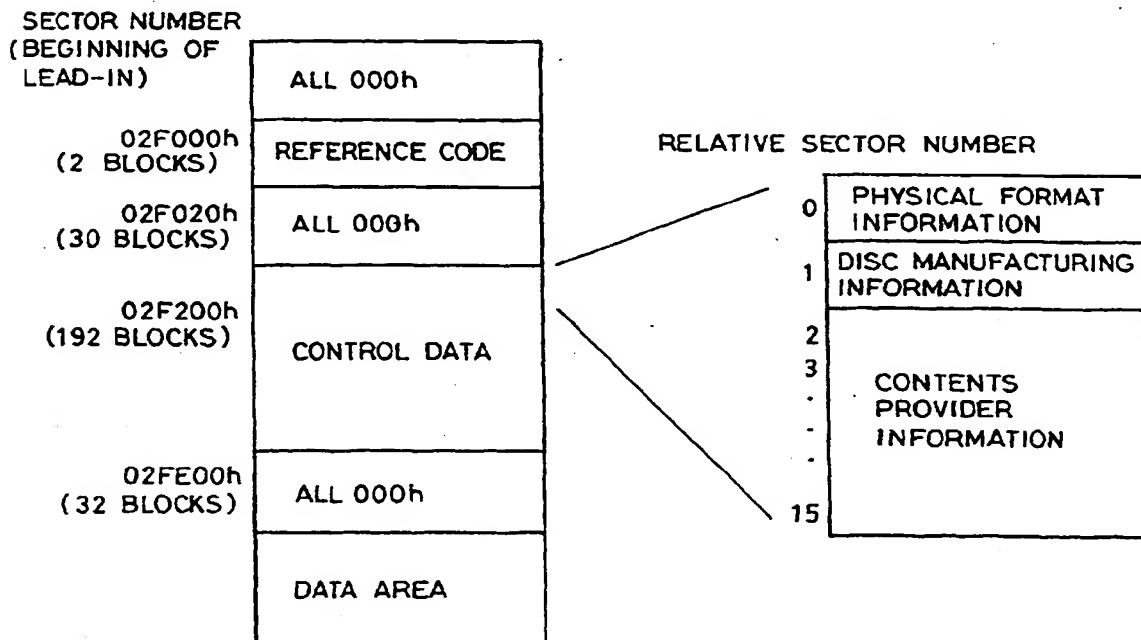 SECTOR NUMBER
(BEGINNING OF
LEAD-IN)
ALL 000h
02F000h
(2 BLOCKS)
REFERENCE CODE
02F020h
(30 BLOCKS)
ALL 000h
02F200h
(192 BLOCKS)
CONTROL DATA
02FE00h
(32 BLOCKS)
ALL 000h
DATA AREA
RELATIVE SECTOR NUMBER
0
PHYSICAL FORMAT
INFORMATION
1
DISC MANUFACTURING
INFORMATION
2
3
.
.
.
15
CONTENTS
PROVIDER
INFORMATION